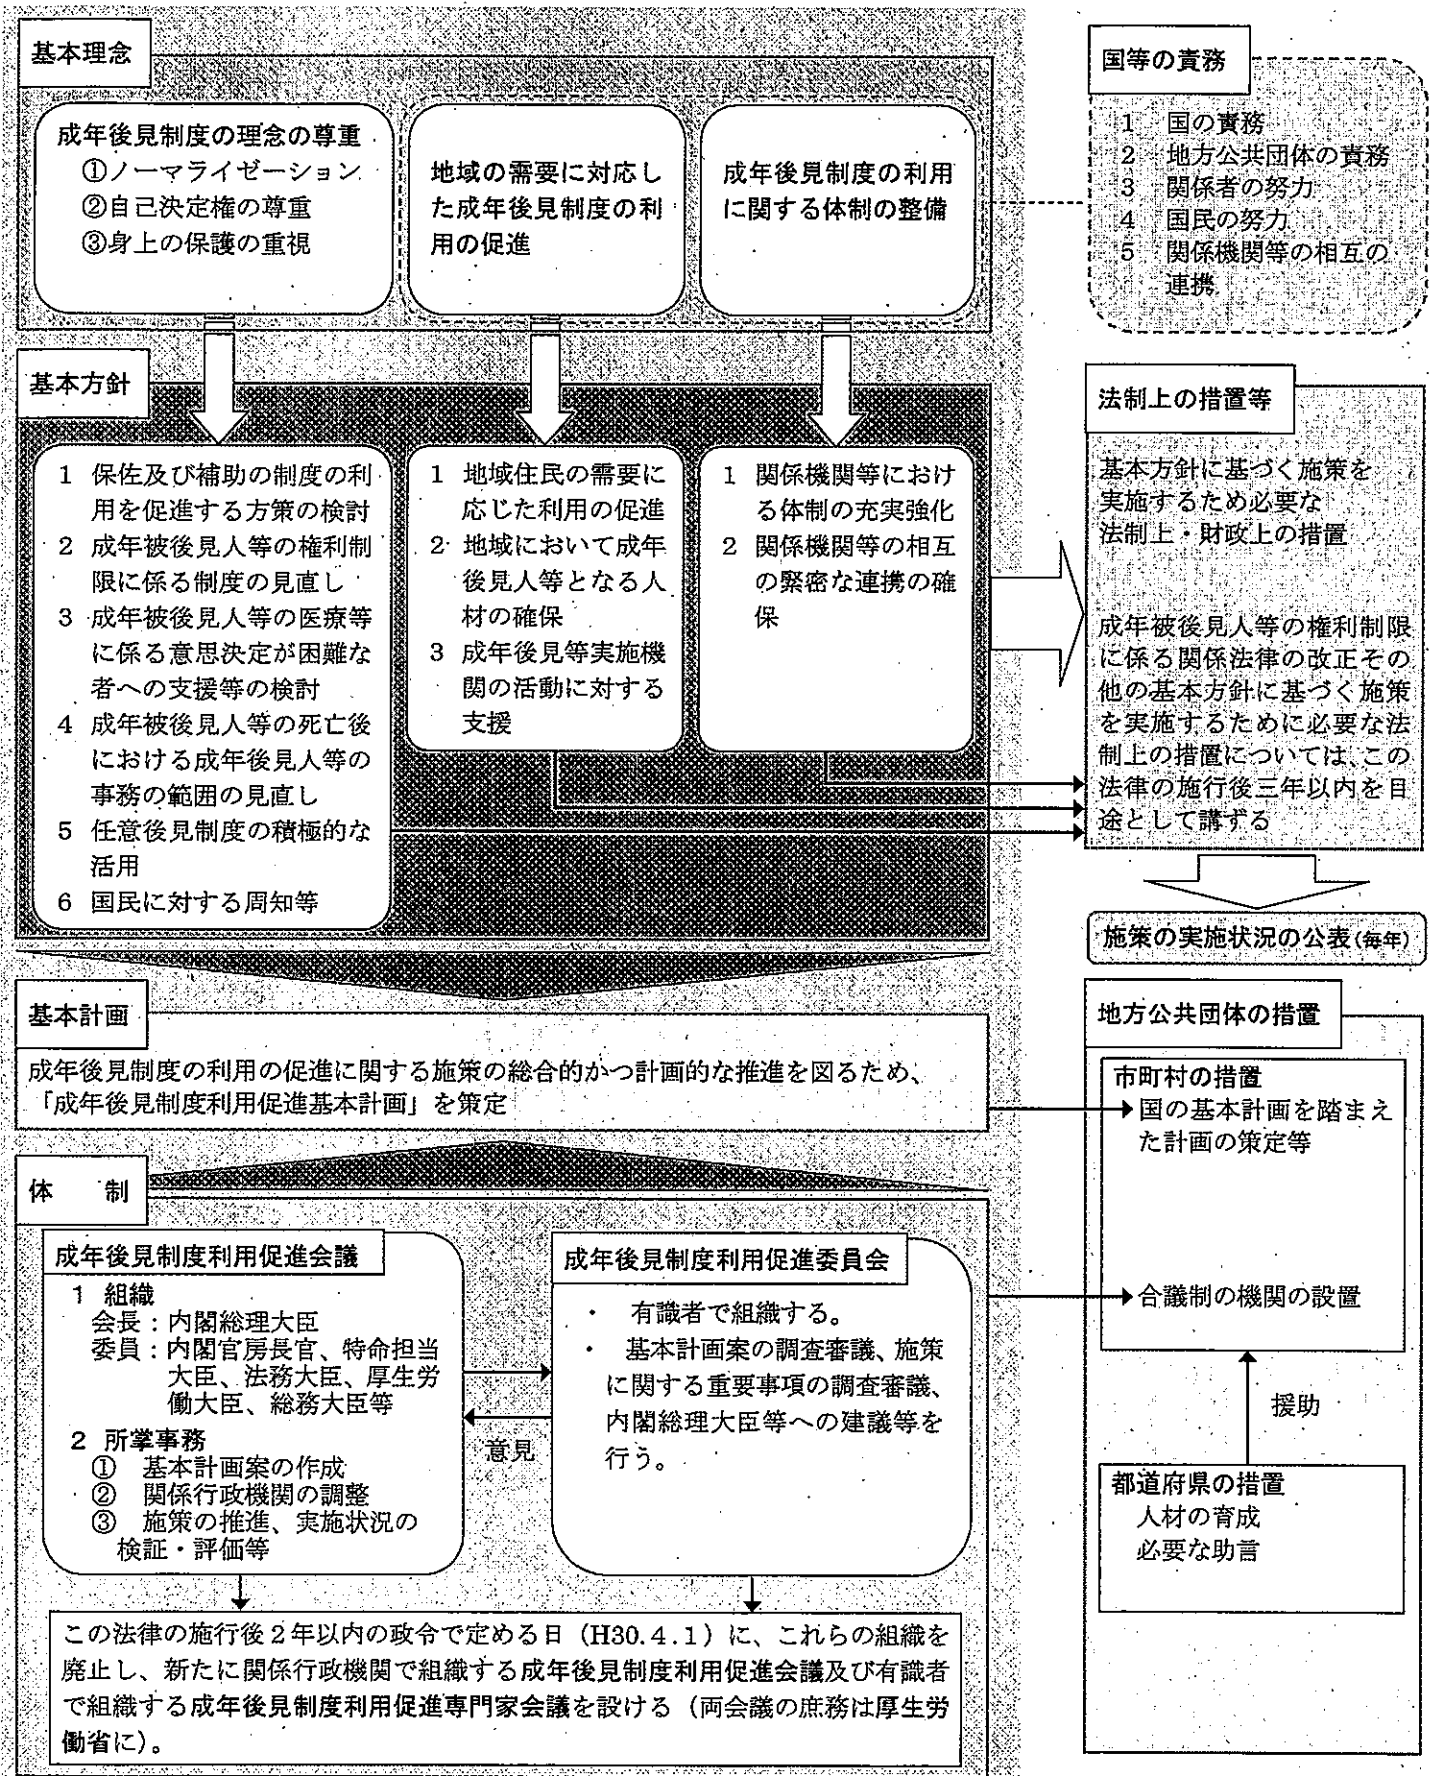 基本理念
成年後見制度の理念の尊重
①ノーマライゼーション
②自己決定権の尊重
③身上の保護の重視
地域の需要に対応し
た成年後見制度の利
用の促進
成年後見制度の利用
に関する体制の整備
国等の責務
1 国の責務
2 地方公共団体の責務
3 関係者の努力
4 国民の努力
5 関係機関等の相互の
連携
基本方針
1 保佐及び補助の制度の利
用を促進する方策の検討
2 成年被後見人等の権利制
限に係る制度の見直し
3 成年被後見人等の医療等
に係る意思決定が困難な
者への支援等の検討
4 成年被後見人等の死亡後
における成年後見人等の
事務の範囲の見直し
5 任意後見制度の積極的な
活用
6 国民に対する周知等
1 地域住民の需要に
応じた利用の促進
2 地域において成年
後見人等となる人
材の確保
3 成年後見等実施機
関の活動に対する
支援
1 関係機関等におけ
る体制の充実強化
2 関係機関等の相互
の緊密な連携の確
保
法制上の措置等
基本方針に基づく施策を
実施するため必要な
法制上・財政上の措置
成年被後見人等の権利制限
に係る関係法律の改正その
他の基本方針に基づく施策
を実施するために必要な法
制上の措置については、この
法律の施行後三年以内を目
途として講ずる
施策の実施状況の公表(毎年)
基本計画
成年後見制度の利用の促進に関する施策の総合的かつ計画的な推進を図るため、
「成年後見制度利用促進基本計画」を策定
地方公共団体の措置
市町村の措置
国の基本計画を踏まえ
た計画の策定等
合議制の機関の設置
援助
都道府県の措置
人材の育成
必要な助言
体 制
成年後見制度利用促進会議
1 組織
会長：内閣総理大臣
委員：内閣官房長官、特命担当
大臣、法務大臣、厚生労
働大臣、総務大臣等
2 所掌事務
① 基本計画案の作成
② 関係行政機関の調整
③ 施策の推進、実施状況の
検証・評価等
意見
成年後見制度利用促進委員会
・ 有識者で組織する。
・ 基本計画案の調査審議、施策
に関する重要事項の調査審議、
内閣総理大臣等への建議等を
行う。
この法律の施行後２年以内の政令で定める日（H30.4.1）に、これらの組織を
廃止し、新たに関係行政機関で組織する成年後見制度利用促進会議及び有識者
で組織する成年後見制度利用促進専門家会議を設ける（両会議の庶務は厚生労
働省に）。